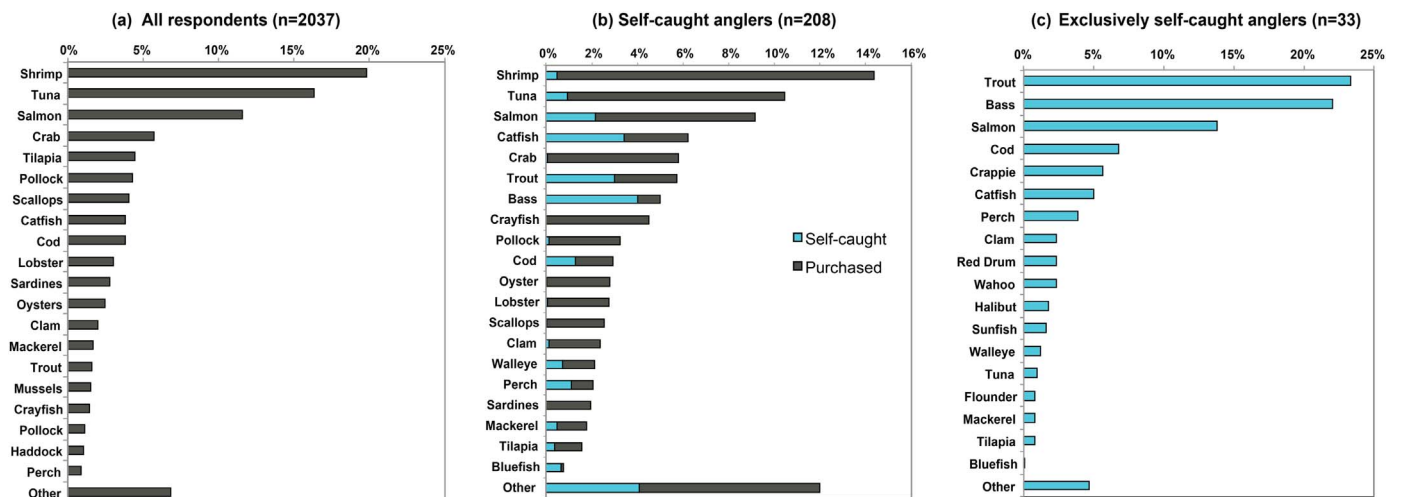 (a) All respondents (n=2037)
0% 5% 10% 15% 20% 25%
Shrimp
Tuna
Salmon
Crab
Tilapia
Pollock
Scallops
Catfish
Cod
Lobster
Sardines
Oysters
Clam
Mackerel
Trout
Mussels
Crayfish
Pollock
Haddock
Perch
Other
(b) Self-caught anglers (n=208)
0% 2% 4% 6% 8% 10% 12% 14% 16%
Shrimp
Tuna
Salmon
Catfish
Crab
Trout
Bass
Crayfish
Pollock
Cod
Oyster
Lobster
Scallops
Clam
Walleye
Perch
Sardines
Mackerel
Tilapia
Bluefish
Other
Self-caught
Purchased
(c) Exclusively self-caught anglers (n=33)
0% 5% 10% 15% 20% 25%
Trout
Bass
Salmon
Cod
Crappie
Catfish
Perch
Clam
Red Drum
Wahoo
Halibut
Sunfish
Walleye
Tuna
Flounder
Mackerel
Tilapia
Bluefish
Other